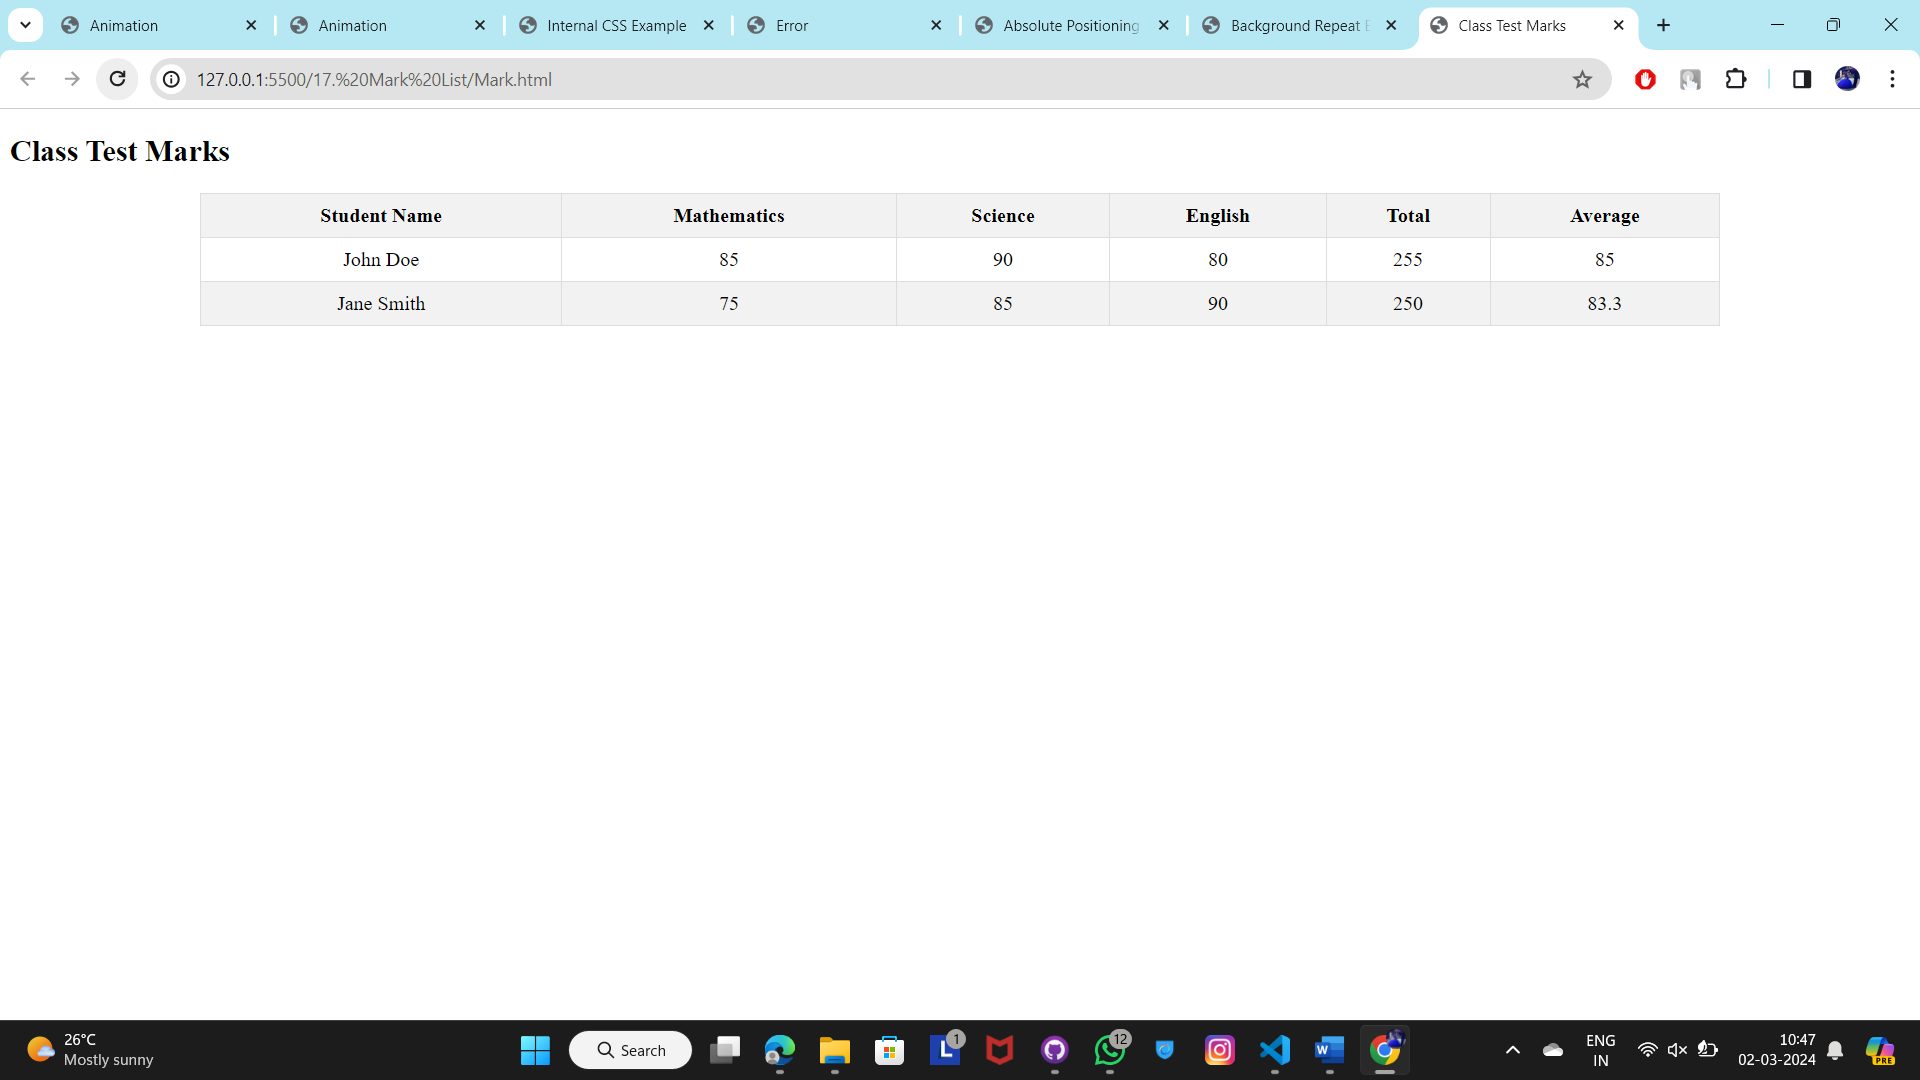 Animation Animation Internal CSS Example Error Absolute Positioning Background Repeat E Class Test Marks
127.0.0.1:5500/17.%20Mark%20List/Mark.html
Class Test Marks
Student Name Mathematics Science English Total Average
John Doe 85 90 80 255 85
Jane Smith 75 85 90 250 83.3
26°C
Mostly sunny
Search
L 1
12
W
ENG
IN
10:47
02-03-2024
PRE